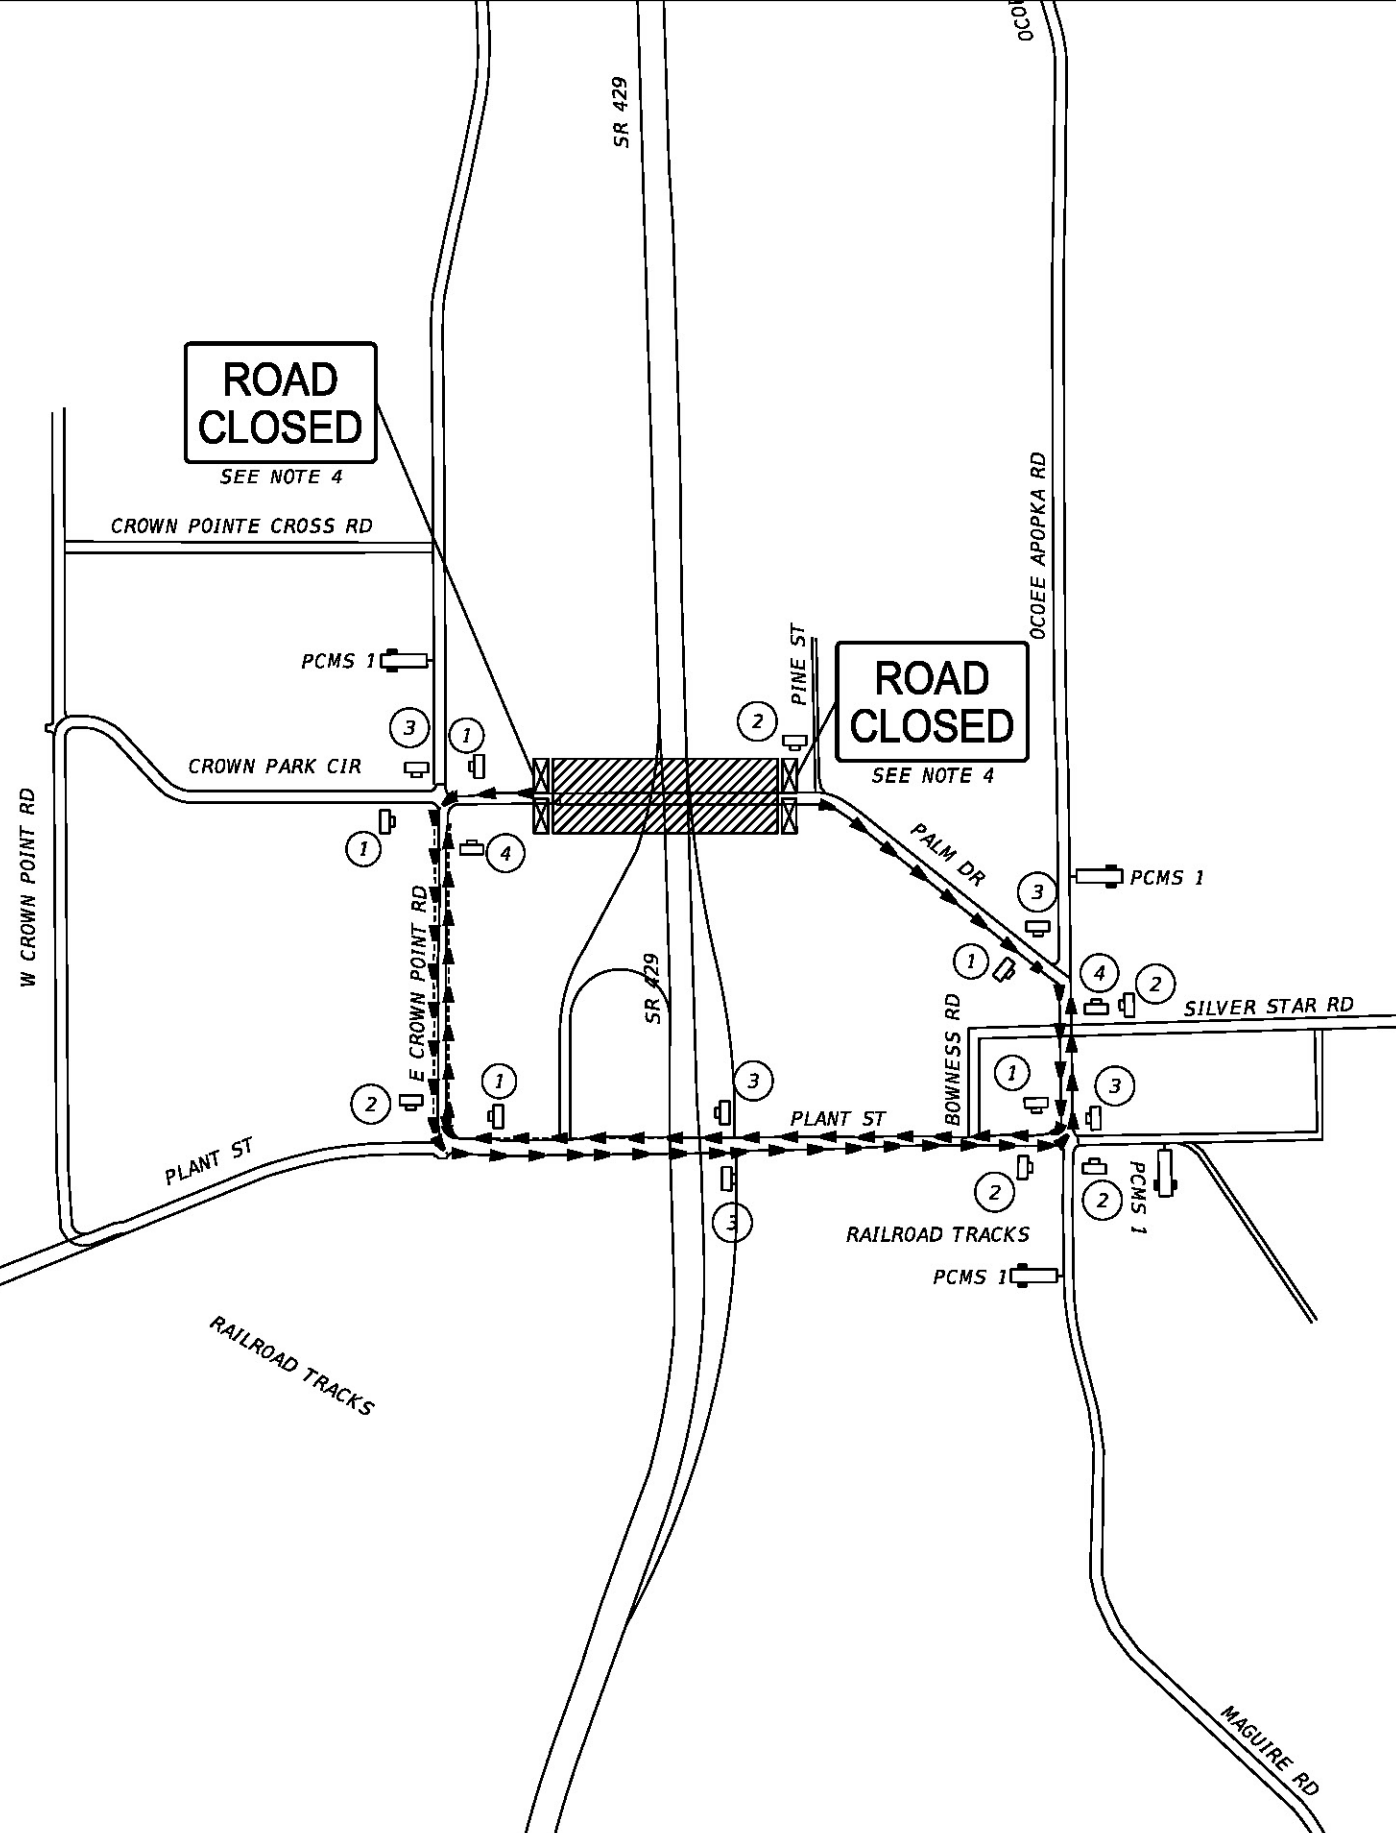 OCOE
SR 429
ROAD
CLOSED
SEE NOTE 4
CROWN POINTE CROSS RD
OCOEE APOPKA RD
PINE ST
PCMS 1
ROAD
CLOSED
SEE NOTE 4
3
1
2
CROWN PARK CIR
W CROWN POINT RD
1
4
PALM DR
3
PCMS 1
E CROWN POINT RD
SR 429
1
4
2
SILVER STAR RD
BOWNESS RD
2
1
3
PLANT ST
1
3
PLANT ST
2
2
PCMS 1
3
RAILROAD TRACKS
PCMS 1
RAILROAD TRACKS
MAGUIRE RD